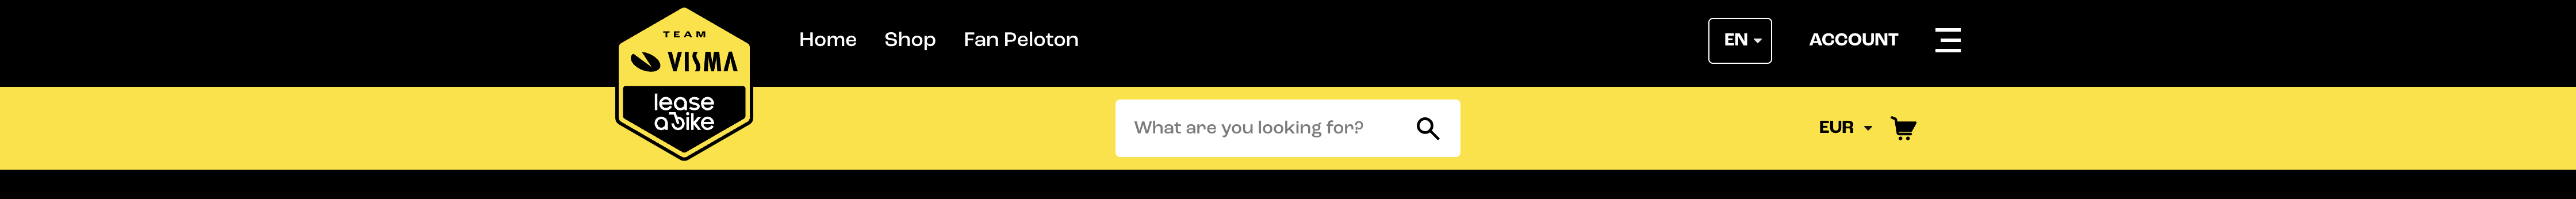 TEAM
VISMA
lease
a bike
Home Shop Fan Peloton
EN ACCOUNT
What are you looking for?
EUR